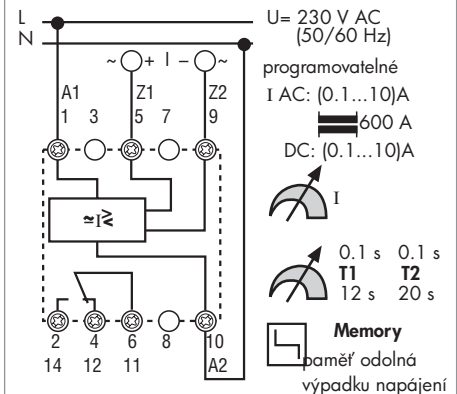 L
N
U= 230 V AC
(50/60 Hz)
~ + I – ~
programovatelné
A1 Z1 Z2
1 3 5 7 9
I AC: (0.1...10)A
600 A
DC: (0.1...10)A
≃I≷
I
0.1 s 0.1 s
T1 T2
12 s 20 s
2 4 6 8 10
14 12 11 A2
Memory
paměť odolná
výpadku napájení